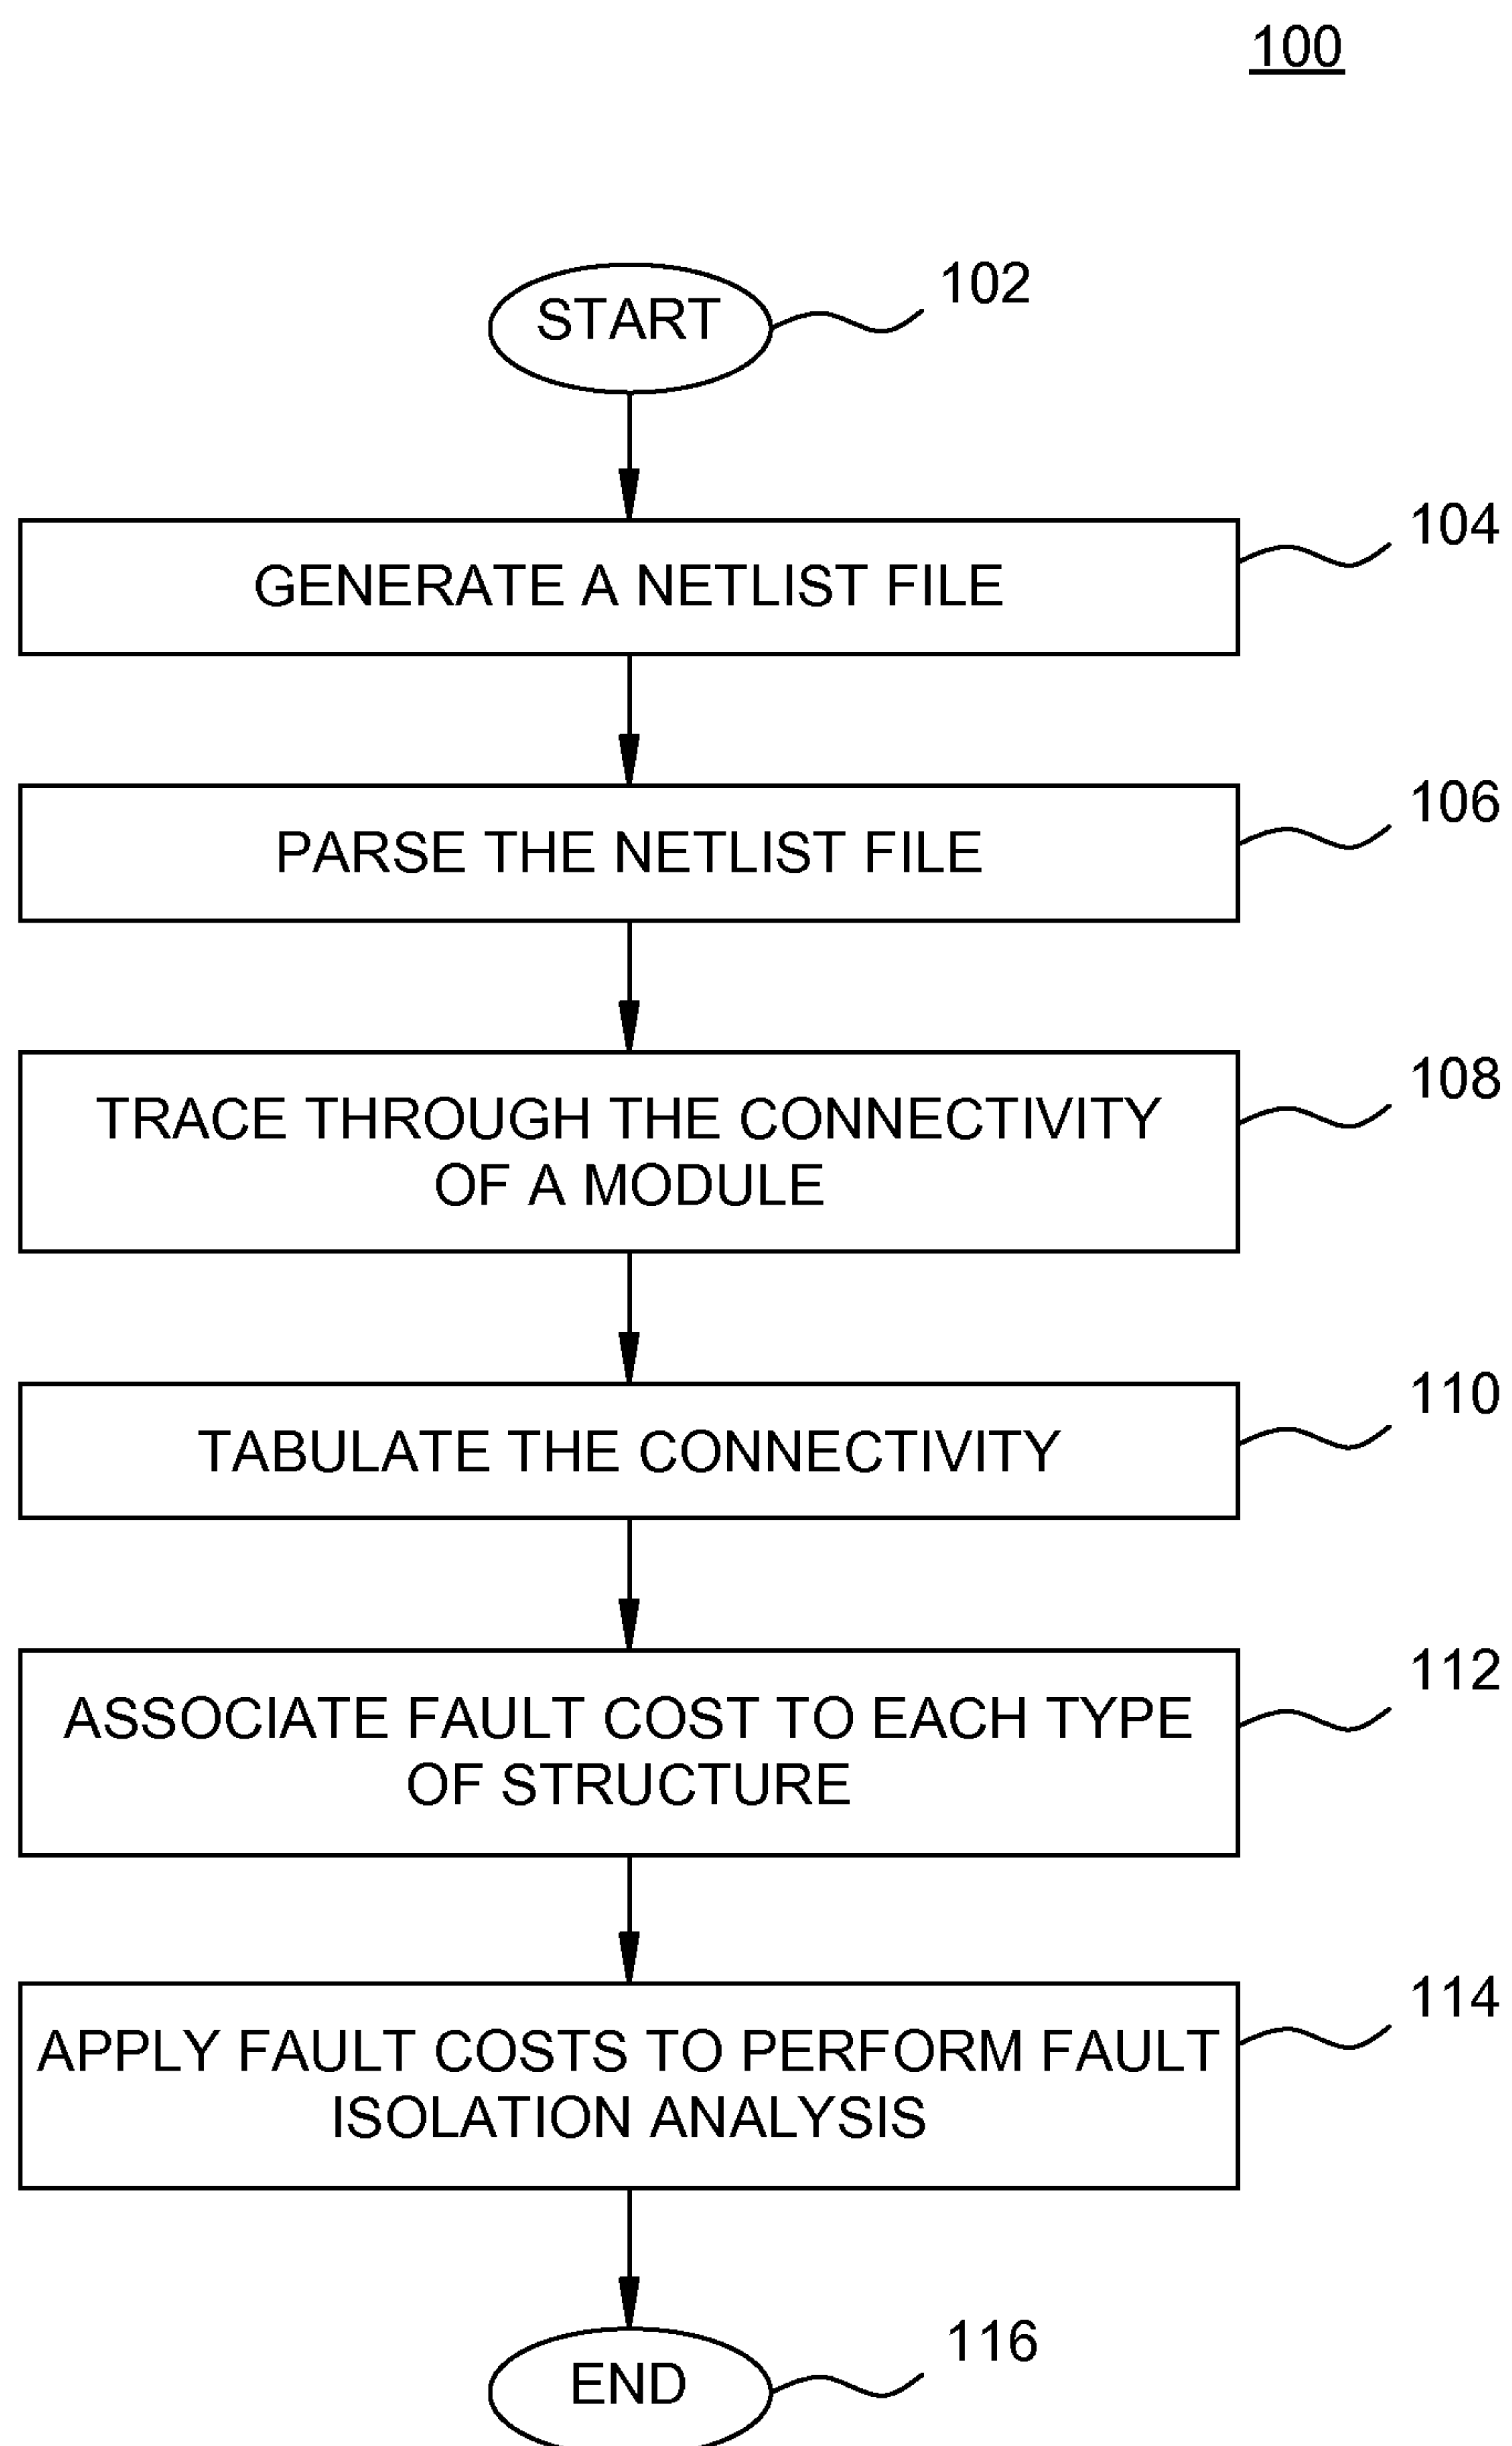 100
START
102
GENERATE A NETLIST FILE
104
PARSE THE NETLIST FILE
106
TRACE THROUGH THE CONNECTIVITY
OF A MODULE
108
TABULATE THE CONNECTIVITY
110
ASSOCIATE FAULT COST TO EACH TYPE
OF STRUCTURE
112
APPLY FAULT COSTS TO PERFORM FAULT
ISOLATION ANALYSIS
114
END
116